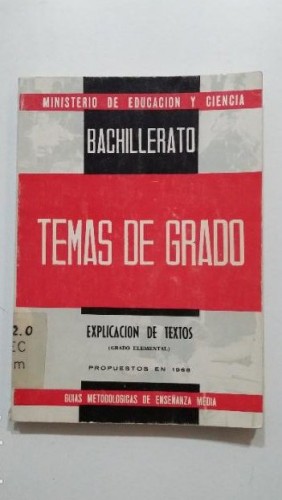 MINISTERIO DE EDUCACION Y CIENCIA
BACHILLERATO
TEMAS DE GRADO
2.0
EC
m
EXPLICACION DE TEXTOS
(GRADO ELEMENTAL)
PROPUESTOS EN 1968
GUIAS METODOLOGICAS DE ENSEÑANZA MEDIA